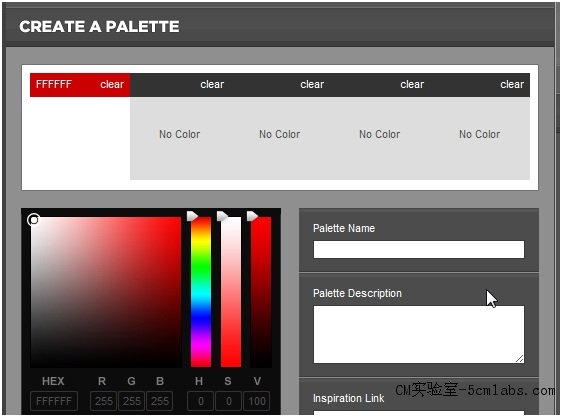 CREATE A PALETTE
FFFFFF clear clear clear clear clear
No Color No Color No Color No Color
Palette Name
Palette Description
HEX R G B H S V
FFFFFF 255 255 255 0 0 100
Inspiration Link
CM实验室-5cmlabs.com